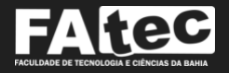 FAtec
FACULDADE DE TECNOLOGIA E CIÊNCIAS DA BAHIA